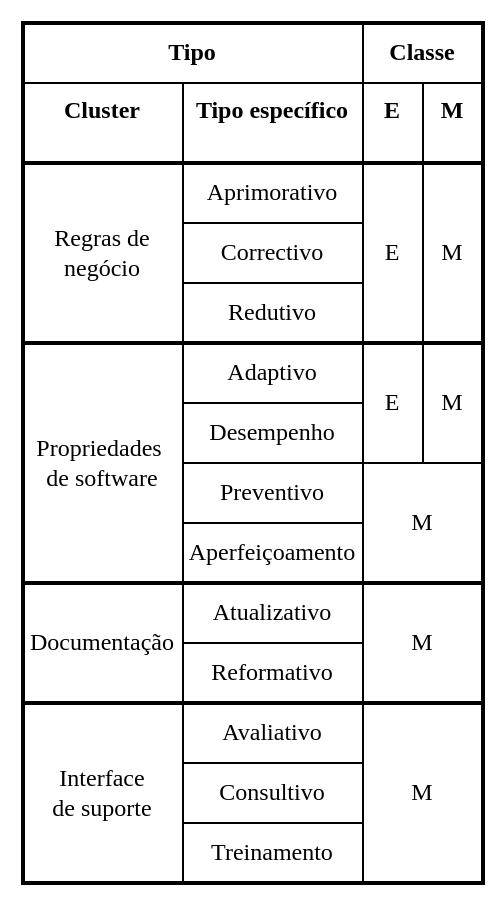 Tipo Classe
Cluster Tipo específico E M
Regras de
negócio
Aprimorativo
Correctivo
Redutivo
E M
Propriedades
de software
Adaptivo
Desempenho
E M
Preventivo
Aperfeiçoamento
M
Documentação
Atualizativo
Reformativo
M
Interface
de suporte
Avaliativo
Consultivo
Treinamento
M